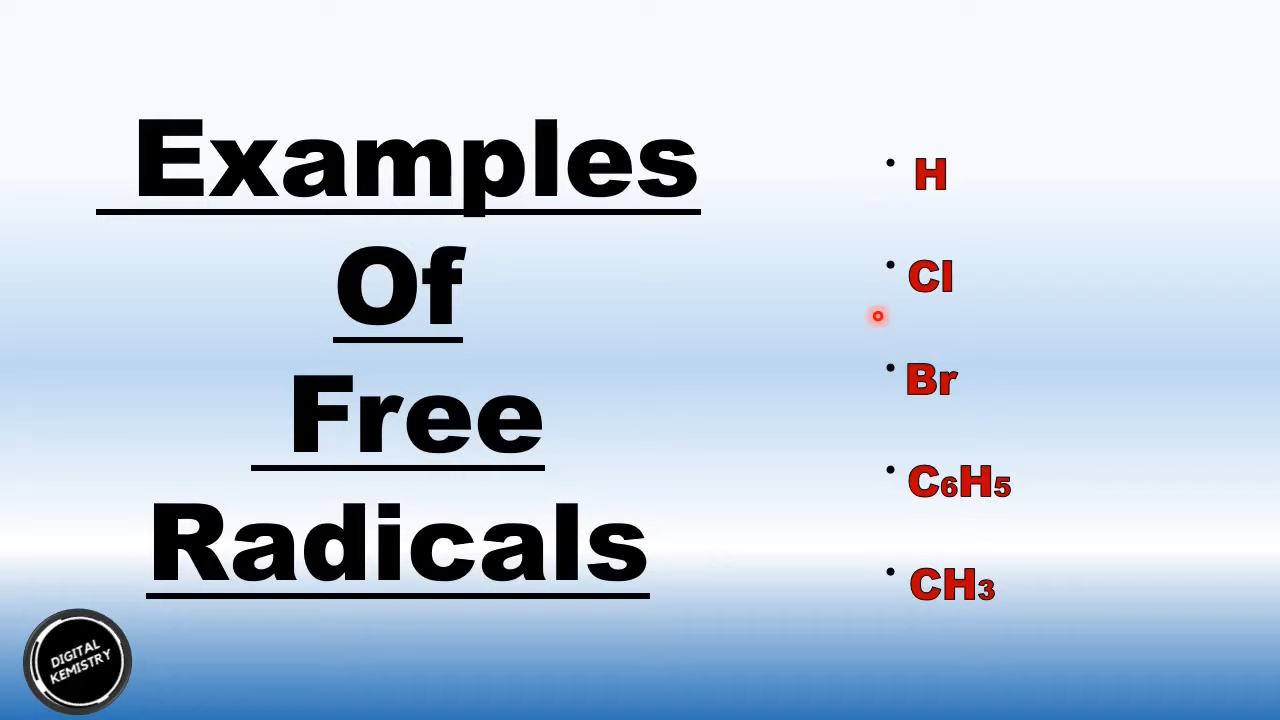 Examples
Of
Free
Radicals
• H
• Cl
• Br
• C₆H₅
• CH₃
DIGITAL
KEMISTRY